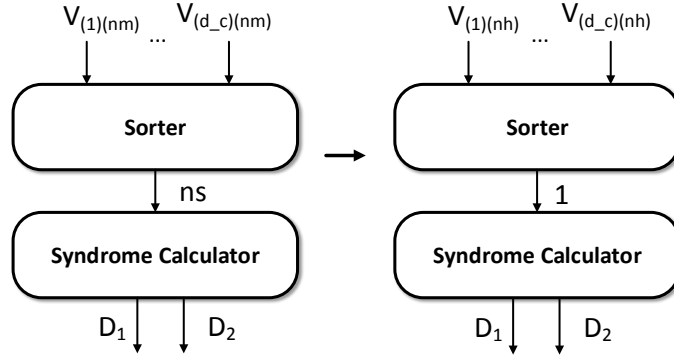 V(1)(nm) ... V(d_c)(nm)
Sorter
ns
Syndrome Calculator
D1 D2
V(1)(nh) ... V(d_c)(nh)
Sorter
1
Syndrome Calculator
D1 D2